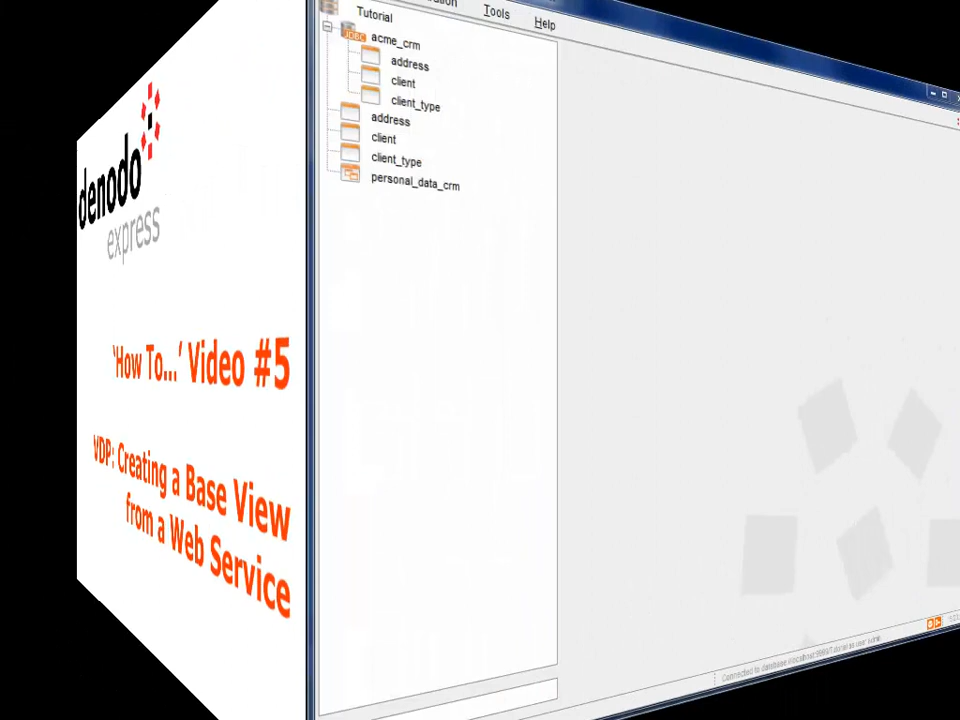 denodo
express
'How To...' Video #5
VDP: Creating a Base View
from a Web Service
Tools
Help
Tutorial
JDBC
acme_crm
address
client
client_type
address
client
client_type
personal_data_crm